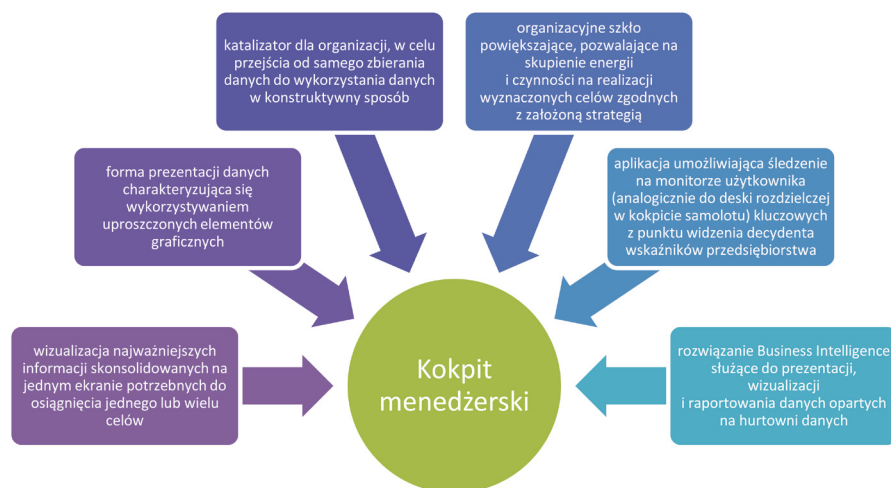 katalizator dla organizacji, w celu
przejścia od samego zbierania
danych do wykorzystania danych
w konstruktywny sposób
organizacyjne szkło
powiększające, pozwalające na
skupienie energii
i czynności na realizacji
wyznaczonych celów zgodnych
z założoną strategią
forma prezentacji danych
charakteryzująca się
wykorzystywaniem
uproszczonych elementów
graficznych
aplikacja umożliwiająca śledzenie
na monitorze użytkownika
(analogicznie do deski rozdzielczej
w kokpicie samolotu) kluczowych
z punktu widzenia decydenta
wskaźników przedsiębiorstwa
wizualizacja najważniejszych
informacji skonsolidowanych na
jednym ekranie potrzebnych do
osiągnięcia jednego lub wielu
celów
Kokpit
menedżerski
rozwiązanie Business Intelligence
służące do prezentacji,
wizualizacji
i raportowania danych opartych
na hurtowni danych